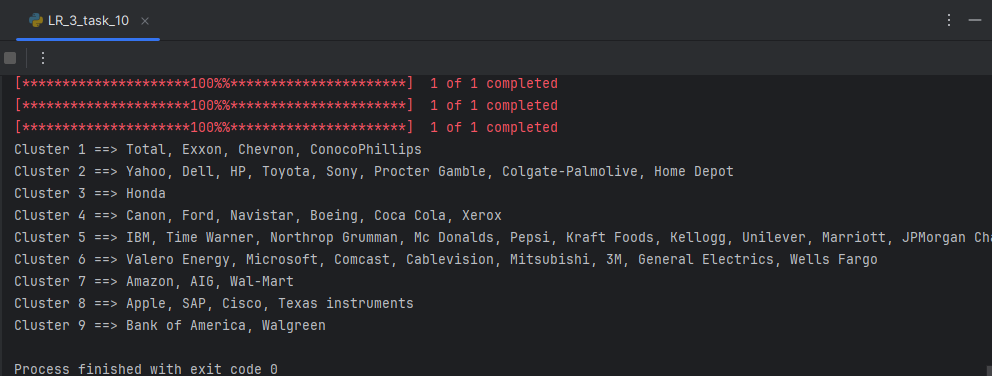 LR_3_task_10
[*********************100%%**********************]  1 of 1 completed
[*********************100%%**********************]  1 of 1 completed
[*********************100%%**********************]  1 of 1 completed
Cluster 1 ==> Total, Exxon, Chevron, ConocoPhillips
Cluster 2 ==> Yahoo, Dell, HP, Toyota, Sony, Procter Gamble, Colgate-Palmolive, Home Depot
Cluster 3 ==> Honda
Cluster 4 ==> Canon, Ford, Navistar, Boeing, Coca Cola, Xerox
Cluster 5 ==> IBM, Time Warner, Northrop Grumman, Mc Donalds, Pepsi, Kraft Foods, Kellogg, Unilever, Marriott, JPMorgan Cha
Cluster 6 ==> Valero Energy, Microsoft, Comcast, Cablevision, Mitsubishi, 3M, General Electrics, Wells Fargo
Cluster 7 ==> Amazon, AIG, Wal-Mart
Cluster 8 ==> Apple, SAP, Cisco, Texas instruments
Cluster 9 ==> Bank of America, Walgreen
Process finished with exit code 0